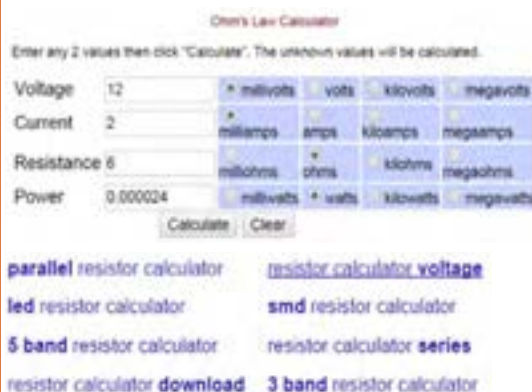 Ohm's Law Calculator
Enter any 2 values then click "Calculate". The unknown values will be calculated.
Voltage 12 millivolts volts kilovolts megavolts
Current 2 milliamps amps kiloamps megaamps
Resistance 6 milliohms ohms kilohms megaohms
Power 0.000024 milliwatts watts kilowatts megawatts
Calculate Clear
parallel resistor calculator resistor calculator voltage
led resistor calculator smd resistor calculator
5 band resistor calculator resistor calculator series
resistor calculator download 3 band resistor calculator